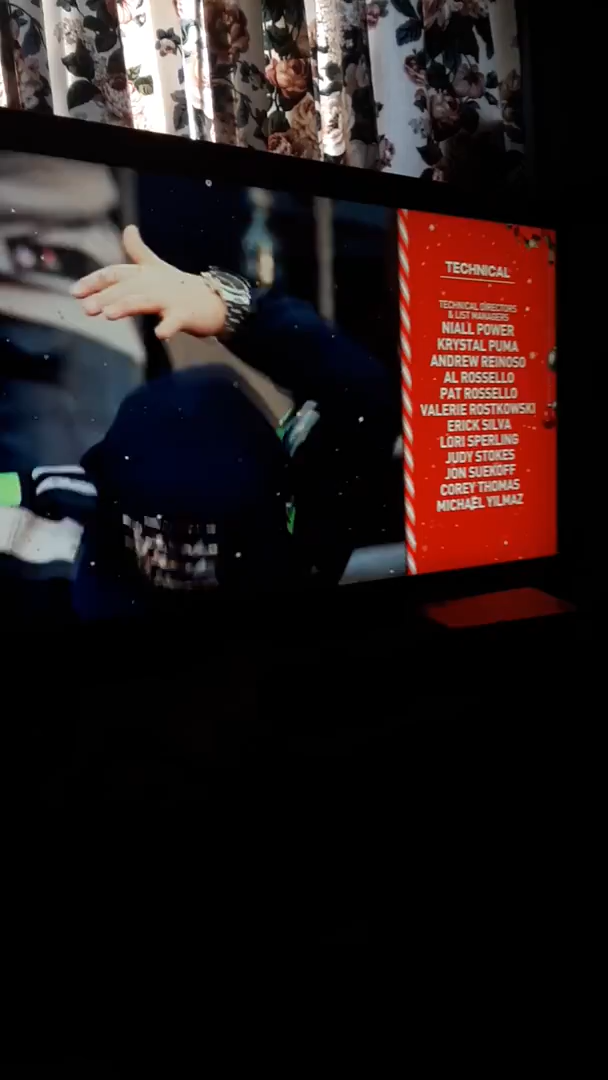 TECHNICAL
TECHNICAL DIRECTORS
& LIST MANAGERS
NIALL POWER
KRYSTAL PUMA
ANDREW REINOSO
AL ROSSELLO
PAT ROSSELLO
VALERIE ROSTKOWSKI
ERICK SILVA
LORI SPERLING
JUDY STOKES
JON SUEKOFF
COREY THOMAS
MICHAEL YILMAZ